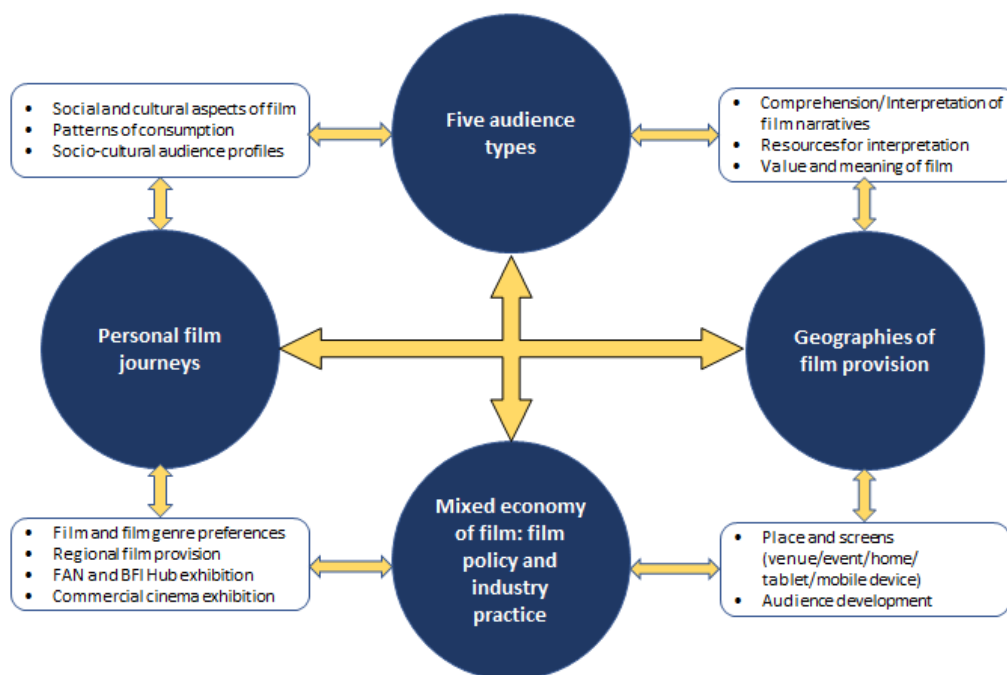 Five audience
types
• Social and cultural aspects of film
• Patterns of consumption
• Socio-cultural audience profiles
• Comprehension/Interpretation of
film narratives
• Resources for interpretation
• Value and meaning of film
Personal film
journeys
Geographies of
film provision
Mixed economy
of film: film
policy and
industry
practice
• Film and film genre preferences
• Regional film provision
• FAN and BFI Hub exhibition
• Commercial cinema exhibition
• Place and screens
(venue/event/home/
tablet/mobile device)
• Audience development